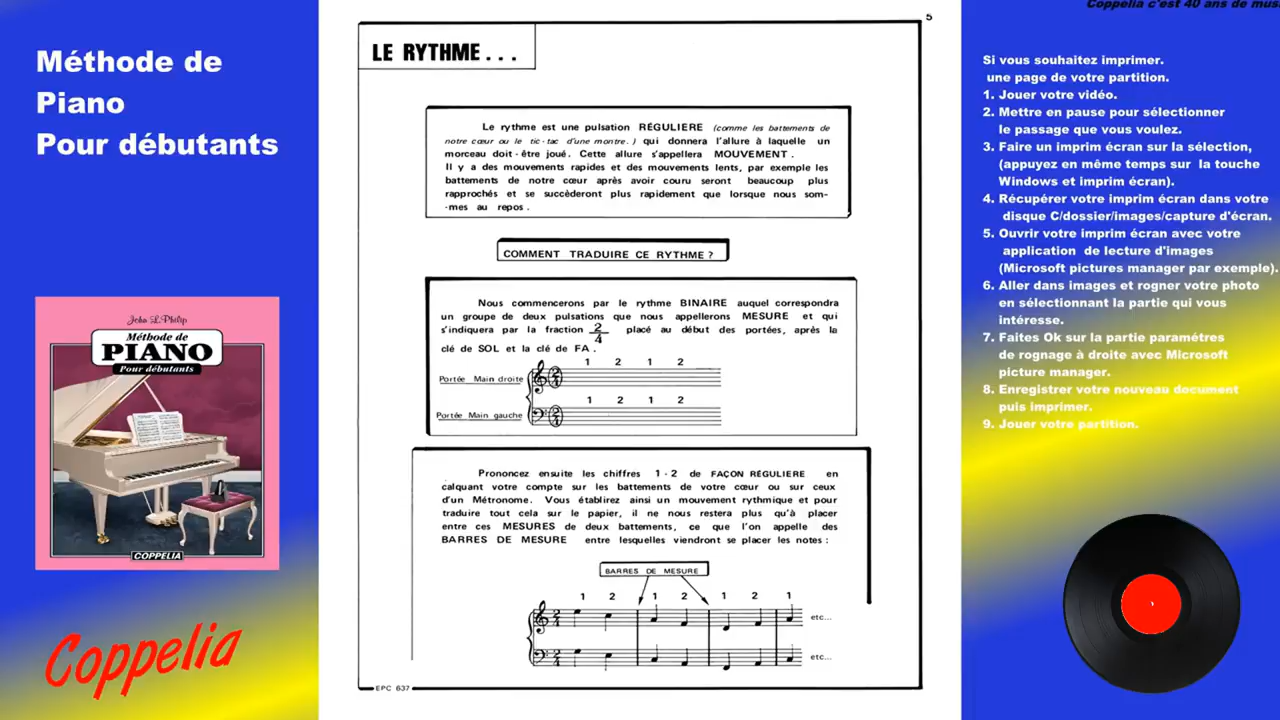 Méthode de
Piano
Pour débutants
John L. Philip
Méthode de
PIANO
Pour débutants
COPPELIA
Coppelia
5
LE RYTHME...
Le rythme est une pulsation RÉGULIERE (comme les battements de
notre cœur ou le tic-tac d'une montre.) qui donnera l'allure à laquelle un
morceau doit-être joué. Cette allure s'appellera MOUVEMENT.
Il y a des mouvements rapides et des mouvements lents, par exemple les
battements de notre cœur après avoir couru seront beaucoup plus
rapprochés et se succèderont plus rapidement que lorsque nous som-
-mes au repos.
COMMENT TRADUIRE CE RYTHME ?
Nous commencerons par le rythme BINAIRE auquel correspondra
un groupe de deux pulsations que nous appellerons MESURE et qui
s'indiquera par la fraction 2/4 placé au début des portées, après la
clé de SOL et la clé de FA.
1 2 1 2
Portée Main droite 2/4
1 2 1 2
Portée Main gauche 2/4
Prononcez ensuite les chiffres 1-2 de FAÇON RÉGULIERE en
calquant votre compte sur les battements de votre cœur ou sur ceux
d'un Métronome. Vous établirez ainsi un mouvement rythmique et pour
traduire tout cela sur le papier, il ne nous restera plus qu'à placer
entre ces MESURES de deux battements, ce que l'on appelle des
BARRES DE MESURE entre lesquelles viendront se placer les notes :
BARRES DE MESURE
1 2 1 2 1 2 1
2/4 etc...
2/4 etc...
EPC 637
Coppelia c'est 40 ans de mus
Si vous souhaitez imprimer.
une page de votre partition.
1. Jouer votre vidéo.
2. Mettre en pause pour sélectionner
le passage que vous voulez.
3. Faire un imprim écran sur la sélection,
(appuyez en même temps sur la touche
Windows et imprim écran).
4. Récupérer votre imprim écran dans votre
disque C/dossier/images/capture d'écran.
5. Ouvrir votre imprim écran avec votre
application de lecture d'images
(Microsoft pictures manager par exemple).
6. Aller dans images et rogner votre photo
en sélectionnant la partie qui vous
intéresse.
7. Faites Ok sur la partie paramétres
de rognage à droite avec Microsoft
picture manager.
8. Enregistrer votre nouveau document
puis imprimer.
9. Jouer votre partition.